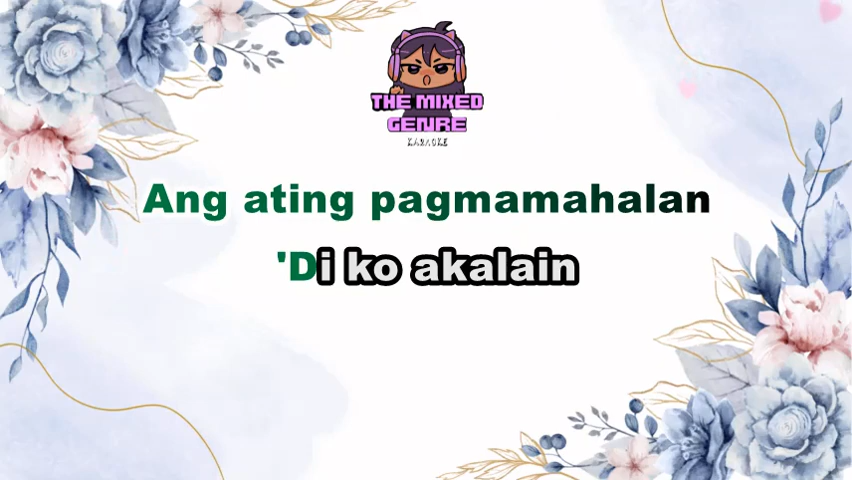 THE MIXED
GENRE
KARAOKE
Ang ating pagmamahalan
'Di ko akalain